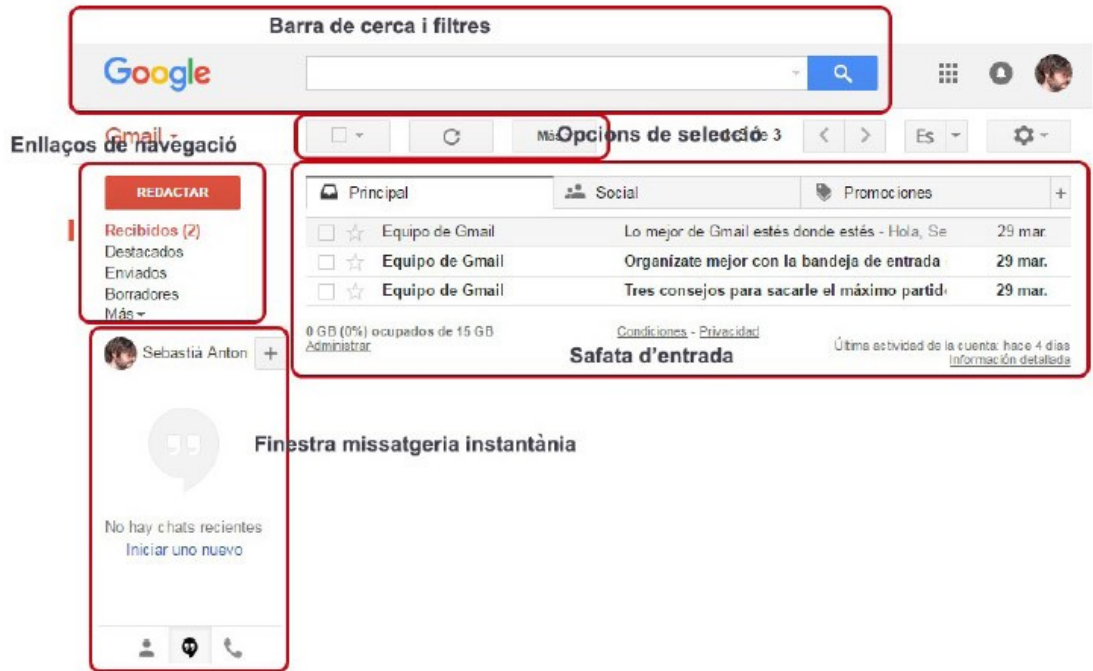 Barra de cerca i filtres
Google
Gmail
Enllaços de navegació
Más
Opcions de selecció
de 3
Es
REDACTAR
Principal
Social
Promociones
+
Recibidos (2)
Destacados
Enviados
Borradores
Más
Equipo de Gmail Lo mejor de Gmail estés donde estés - Hola, Se 29 mar.
Equipo de Gmail Organízate mejor con la bandeja de entrada 29 mar.
Equipo de Gmail Tres consejos para sacarle el máximo partid 29 mar.
0 GB (0%) ocupados de 15 GB
Administrar
Condiciones - Privacidad
Última actividad de la cuenta: hace 4 días
Información detallada
Safata d'entrada
Sebastià Anton +
Finestra missatgeria instantània
No hay chats recientes
Iniciar uno nuevo